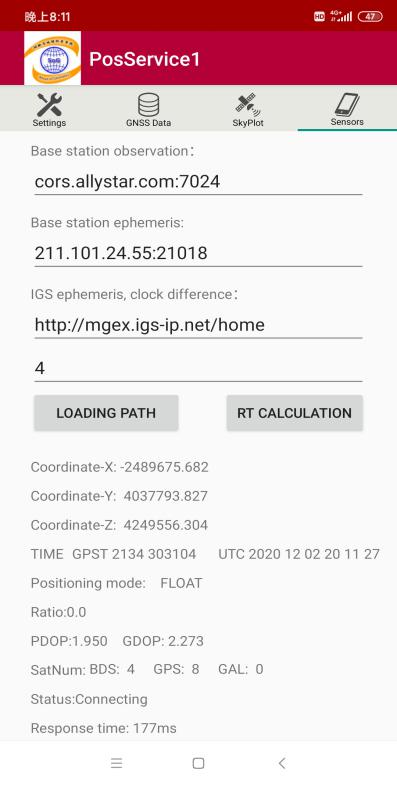 晚上8:11
HD 4G+ 47
PosService1
Settings
GNSS Data
SkyPlot
Sensors
Base station observation：
cors.allystar.com:7024
Base station ephemeris:
211.101.24.55:21018
IGS ephemeris, clock difference：
http://mgex.igs-ip.net/home
4
LOADING PATH
RT CALCULATION
Coordinate-X: -2489675.682
Coordinate-Y: 4037793.827
Coordinate-Z: 4249556.304
TIME GPST 2134 303104 UTC 2020 12 02 20 11 27
Positioning mode: FLOAT
Ratio:0.0
PDOP:1.950 GDOP: 2.273
SatNum: BDS: 4 GPS: 8 GAL: 0
Status:Connecting
Response time: 177ms